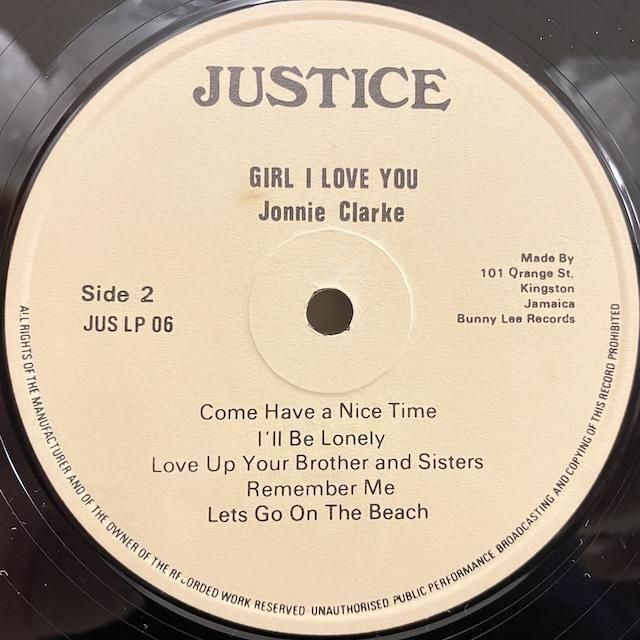 JUSTICE
GIRL I LOVE YOU
Jonnie Clarke
Side 2
JUS LP 06
Made By
101 Orange St.
Kingston
Jamaica
Bunny Lee Records
Come Have a Nice Time
I'll Be Lonely
Love Up Your Brother and Sisters
Remember Me
Lets Go On The Beach
ALL RIGHTS OF THE MANUFACTURER AND OF THE OWNER OF THE RECORDED WORK RESERVED UNAUTHORISED PUBLIC PERFORMANCE BROADCASTING AND COPYING OF THIS RECORD PROHIBITED